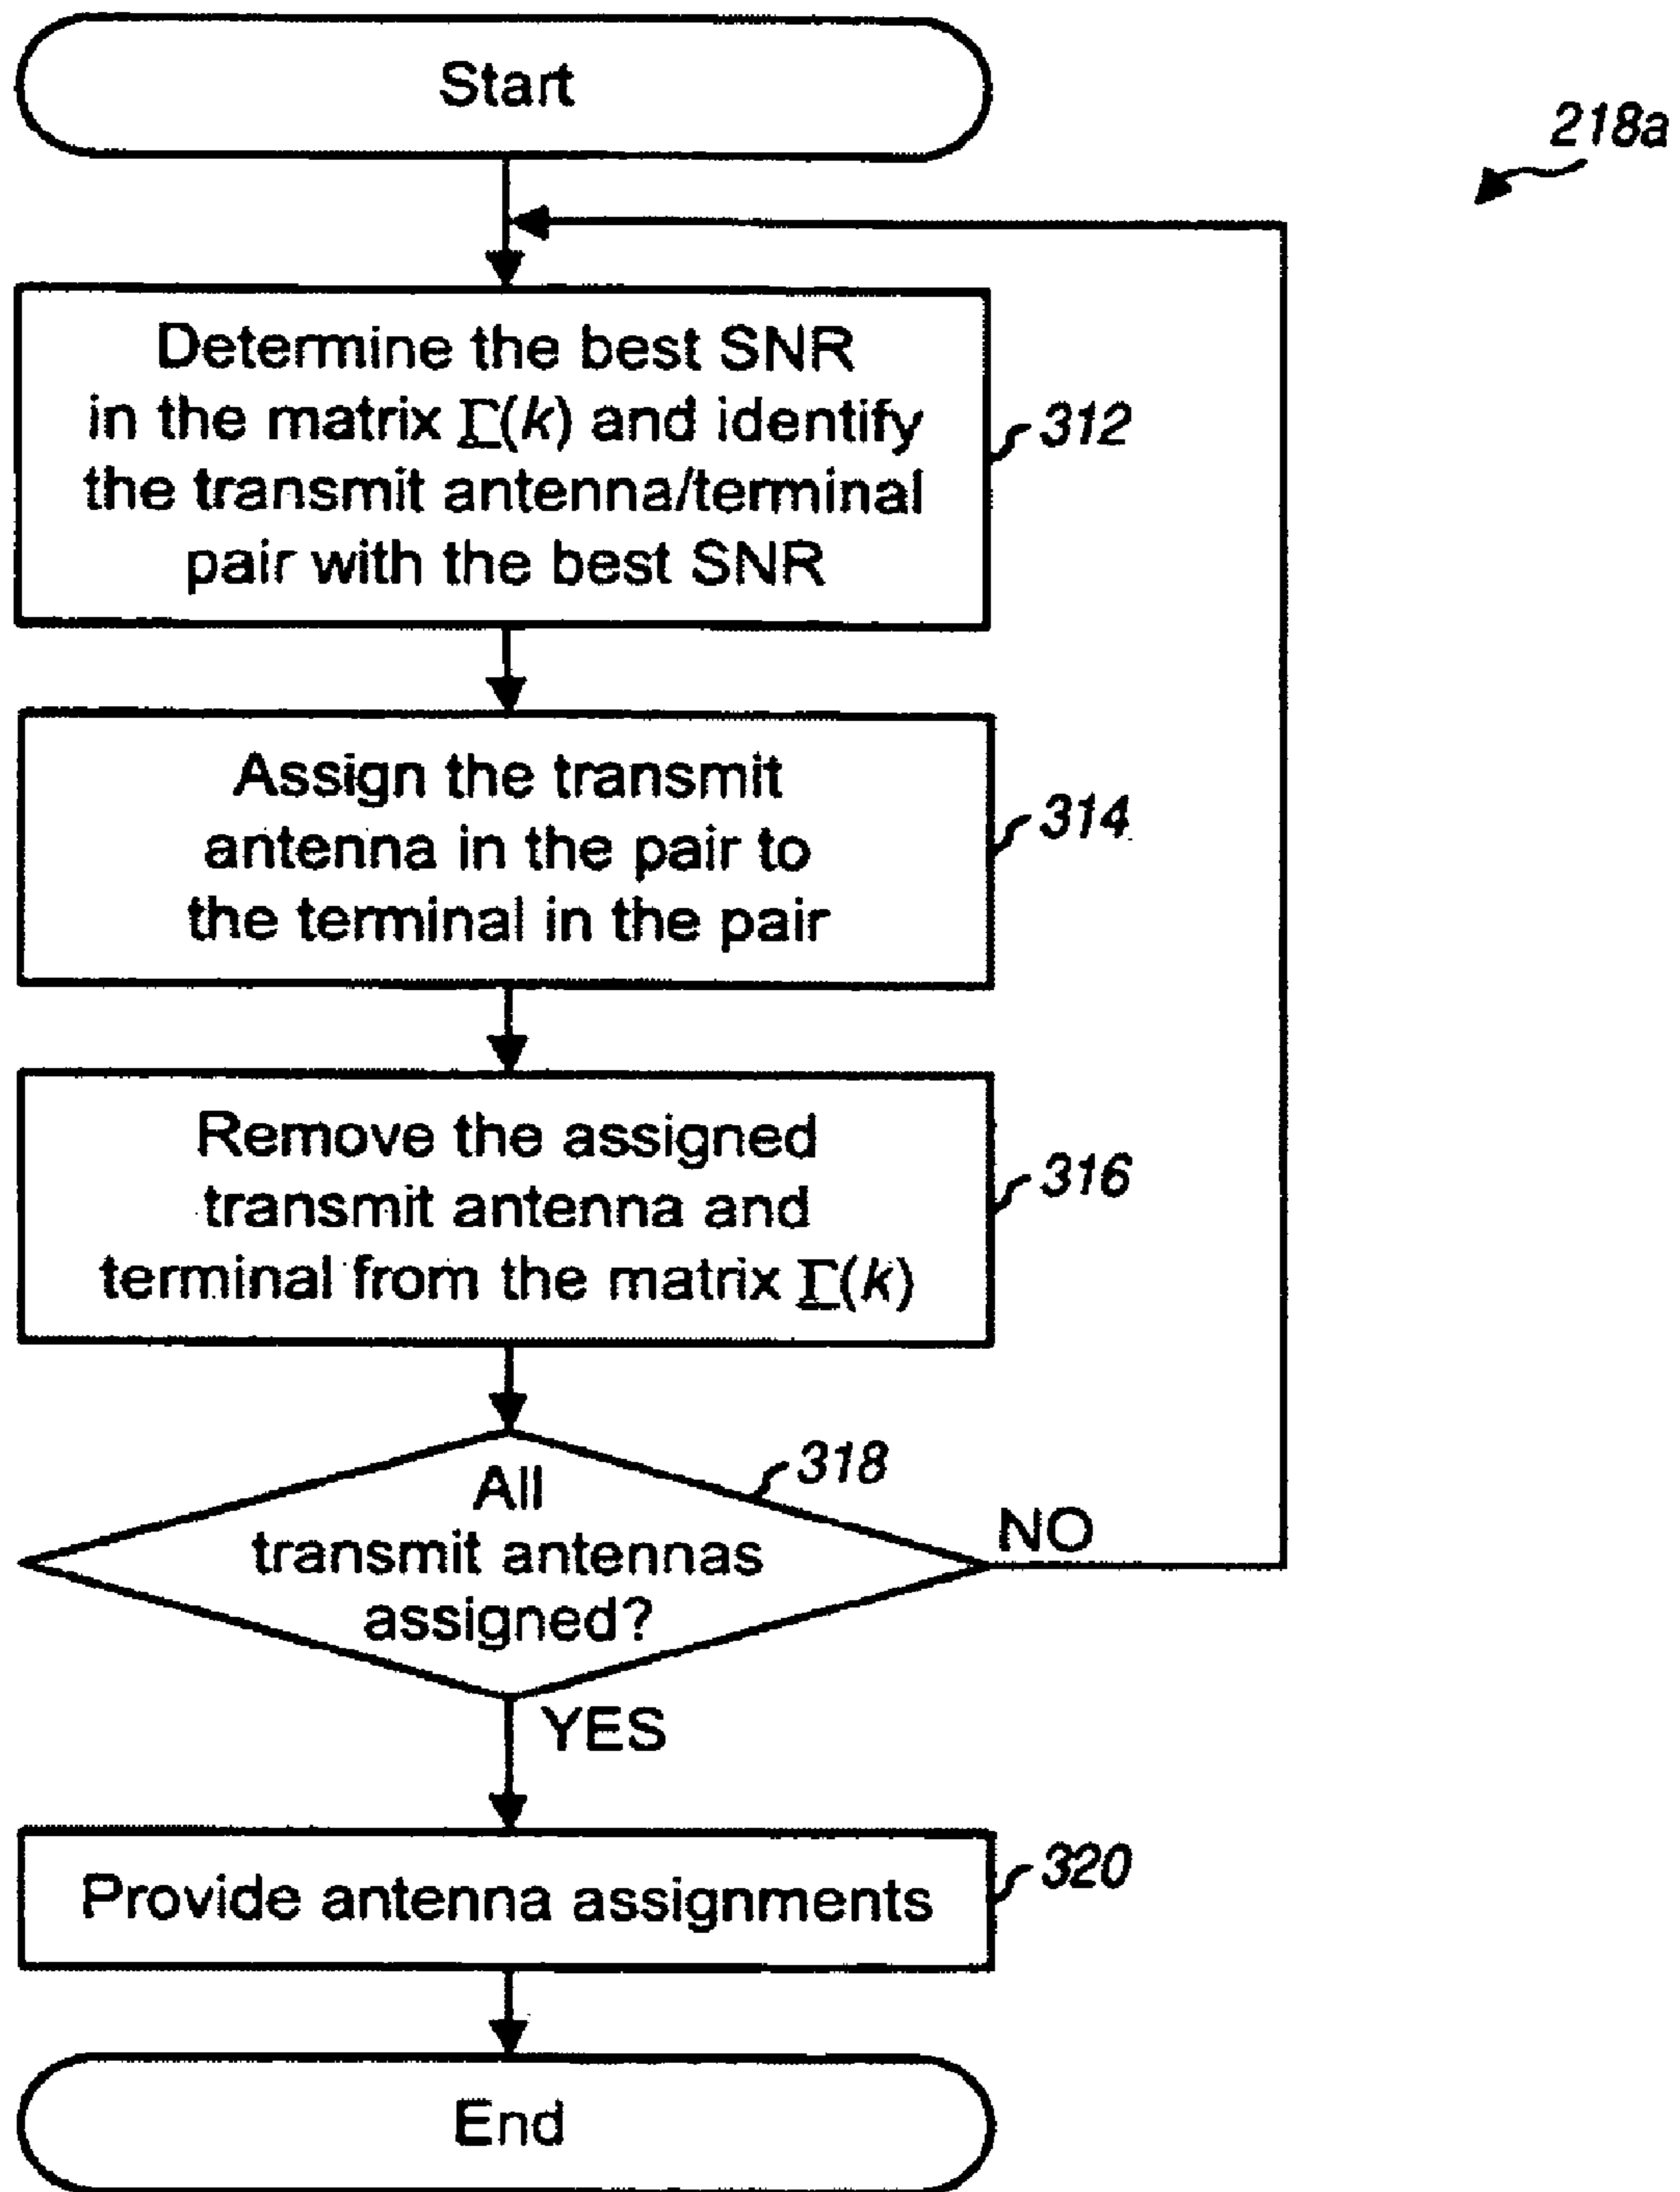 Start
218a
Determine the best SNR
in the matrix Γ(k) and identify
the transmit antenna/terminal
pair with the best SNR
312
Assign the transmit
antenna in the pair to
the terminal in the pair
314
Remove the assigned
transmit antenna and
terminal from the matrix Γ(k)
316
All
transmit antennas
assigned?
318
NO
YES
Provide antenna assignments
320
End